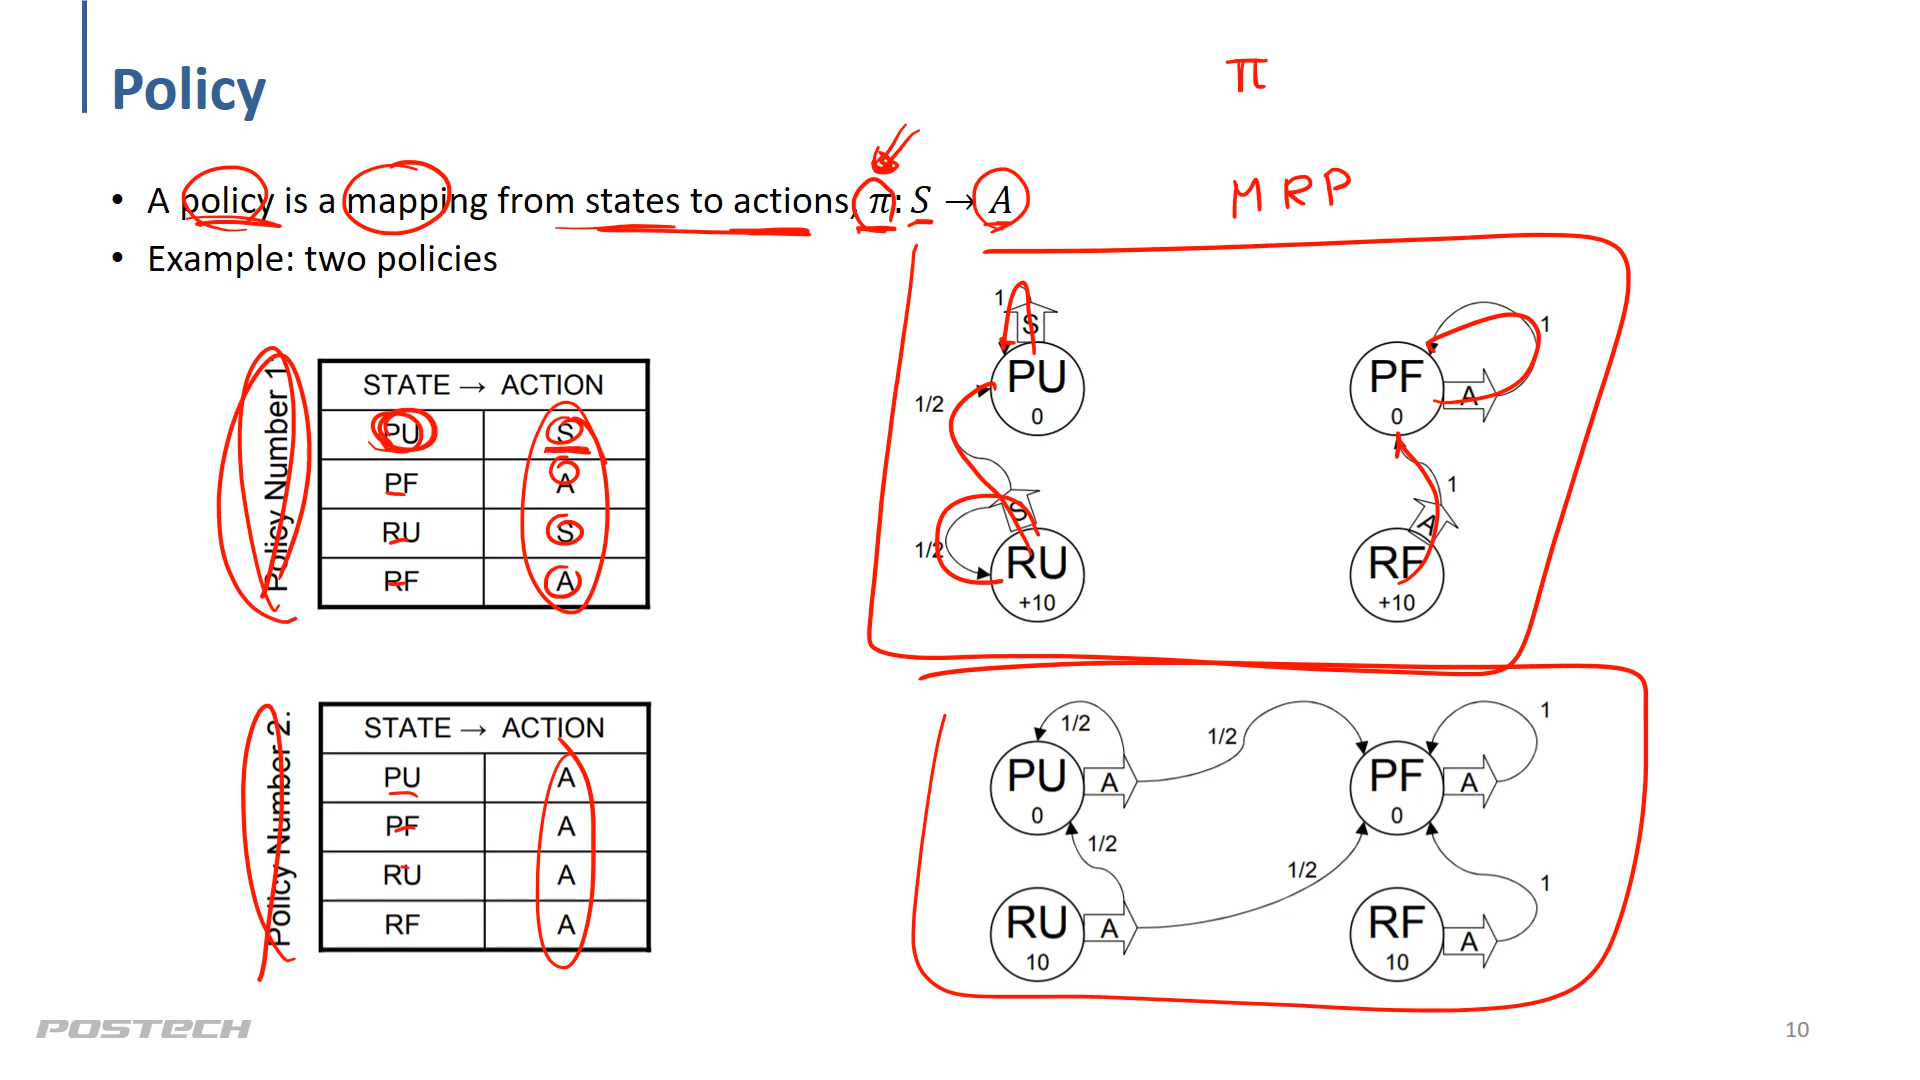 π
Policy
• A policy is a mapping from states to actions, π: S → A
MRP
• Example: two policies
Policy Number 1:
STATE → ACTION
PU S
PF A
RU S
RF A
1
S
PU
0
1/2
1/2
S
RU
+10
1
PF
0
A
1
A
RF
+10
Policy Number 2:
STATE → ACTION
PU A
PF A
RU A
RF A
1/2
PU
0
A
1/2
1
PF
0
A
1/2
1/2
RU
10
A
1
RF
10
A
POSTECH
10